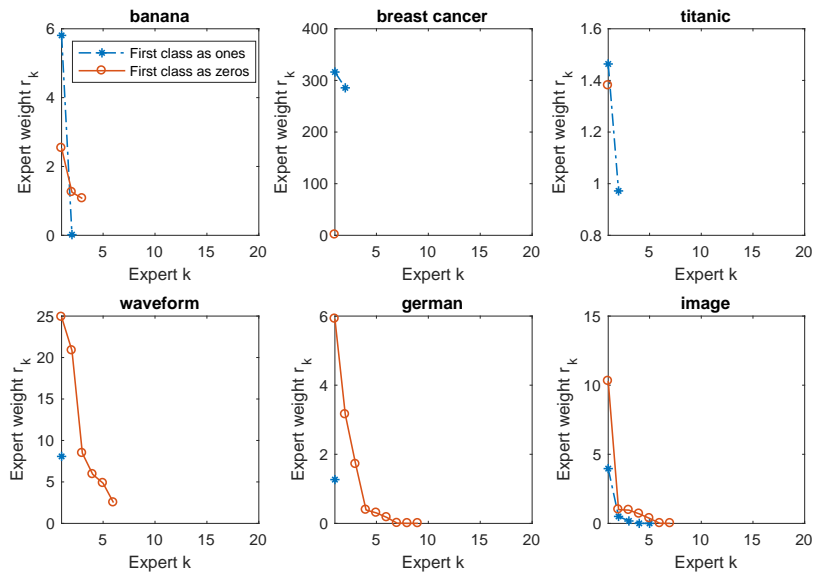 banana
6
4
2
0
Expert weight r_k
5
10
15
20
Expert k
First class as ones
First class as zeros
breast cancer
400
300
200
100
0
Expert weight r_k
5
10
15
20
Expert k
titanic
1.6
1.4
1.2
1
0.8
Expert weight r_k
5
10
15
20
Expert k
waveform
25
20
15
10
5
0
Expert weight r_k
5
10
15
20
Expert k
german
6
4
2
0
Expert weight r_k
5
10
15
20
Expert k
image
15
10
5
0
Expert weight r_k
5
10
15
20
Expert k